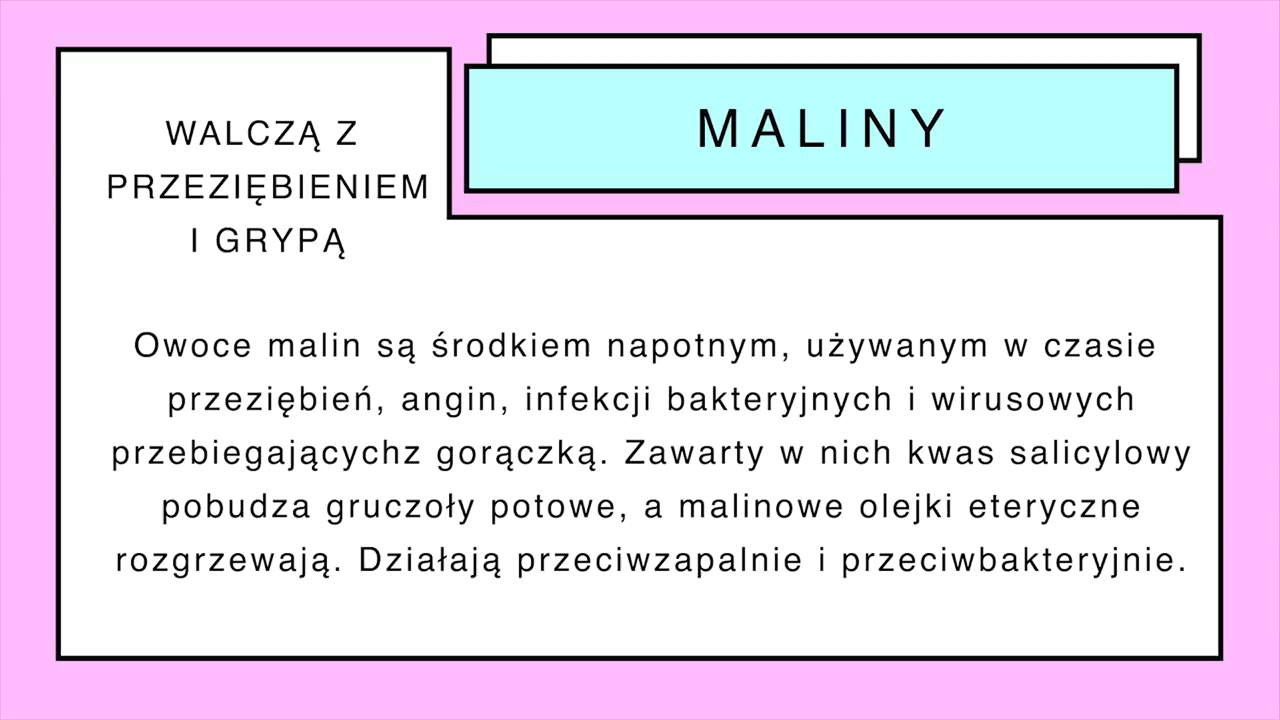 MALINY
WALCZĄ Z
PRZEZIĘBIENIEM
I GRYPĄ
Owoce malin są środkiem napotnym, używanym w czasie
przeziębień, angin, infekcji bakteryjnych i wirusowych
przebiegającychz gorączką. Zawarty w nich kwas salicylowy
pobudza gruczoły potowe, a malinowe olejki eteryczne
rozgrzewają. Działają przeciwzapalnie i przeciwbakteryjnie.